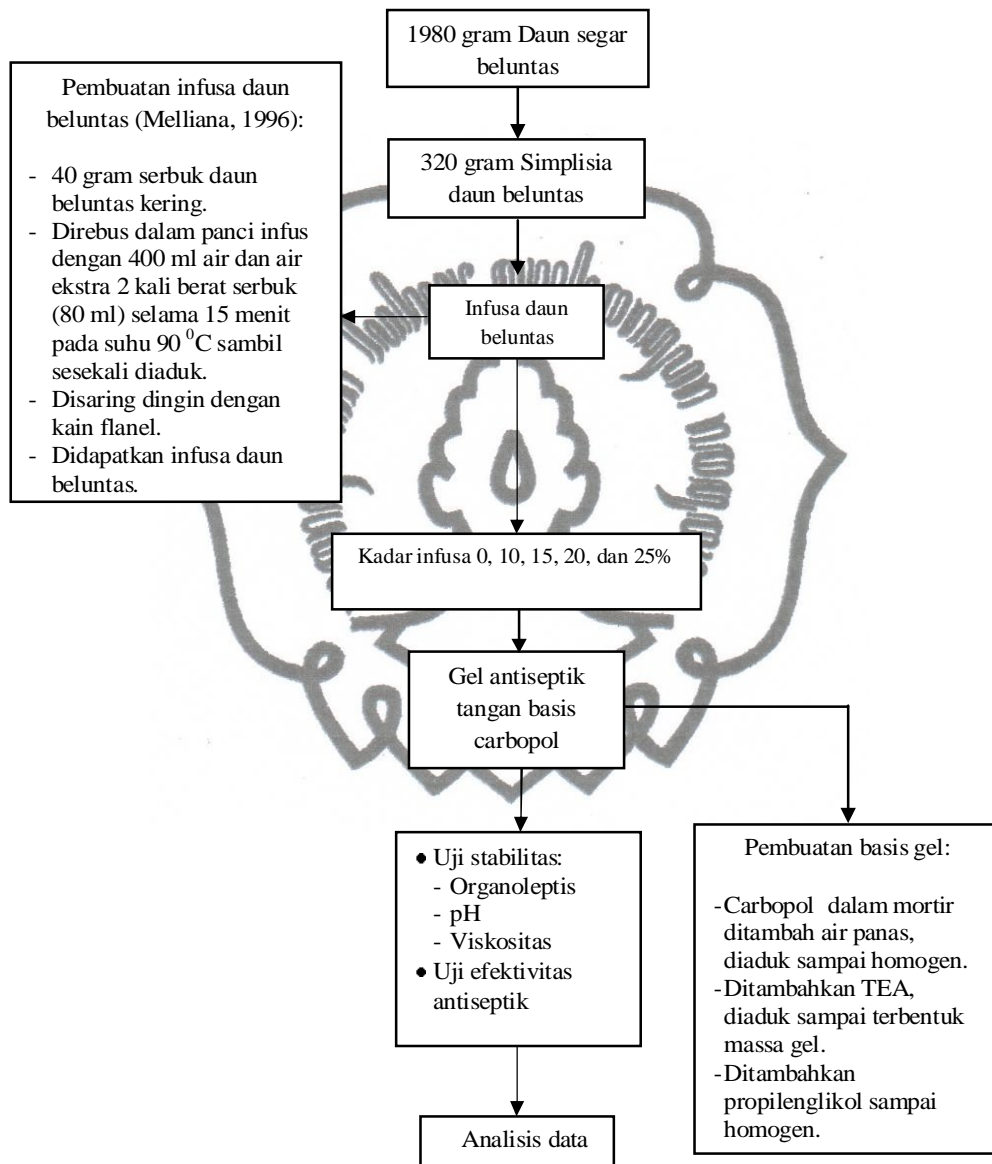 1980 gram Daun segar
beluntas
Pembuatan infusa daun
beluntas (Melliana, 1996):
- 40 gram serbuk daun
beluntas kering.
- Direbus dalam panci infus
dengan 400 ml air dan air
ekstra 2 kali berat serbuk
(80 ml) selama 15 menit
pada suhu 90 ⁰C sambil
sesekali diaduk.
- Disaring dingin dengan
kain flanel.
- Didapatkan infusa daun
beluntas.
320 gram Simplisia
daun beluntas
Infusa daun
beluntas
Kadar infusa 0, 10, 15, 20, dan 25%
Gel antiseptik
tangan basis
carbopol
• Uji stabilitas:
- Organoleptis
- pH
- Viskositas
• Uji efektivitas
antiseptik
Pembuatan basis gel:
-Carbopol dalam mortir
ditambah air panas,
diaduk sampai homogen.
-Ditambahkan TEA,
diaduk sampai terbentuk
massa gel.
-Ditambahkan
propilenglikol sampai
homogen.
Analisis data